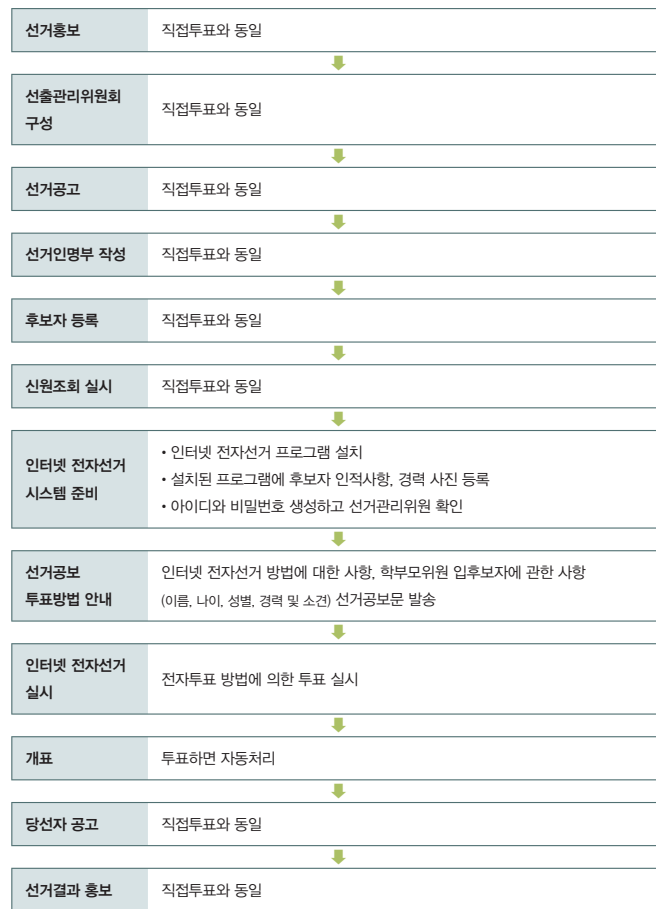 선거홍보
직접투표와 동일
선출관리위원회
구성
직접투표와 동일
선거공고
직접투표와 동일
선거인명부 작성
직접투표와 동일
후보자 등록
직접투표와 동일
신원조회 실시
직접투표와 동일
인터넷 전자선거
시스템 준비
• 인터넷 전자선거 프로그램 설치
• 설치된 프로그램에 후보자 인적사항, 경력 사진 등록
• 아이디와 비밀번호 생성하고 선거관리위원 확인
선거공보
투표방법 안내
인터넷 전자선거 방법에 대한 사항, 학부모위원 입후보자에 관한 사항
(이름, 나이, 성별, 경력 및 소견) 선거공보문 발송
인터넷 전자선거
실시
전자투표 방법에 의한 투표 실시
개표
투표하면 자동처리
당선자 공고
직접투표와 동일
선거결과 홍보
직접투표와 동일